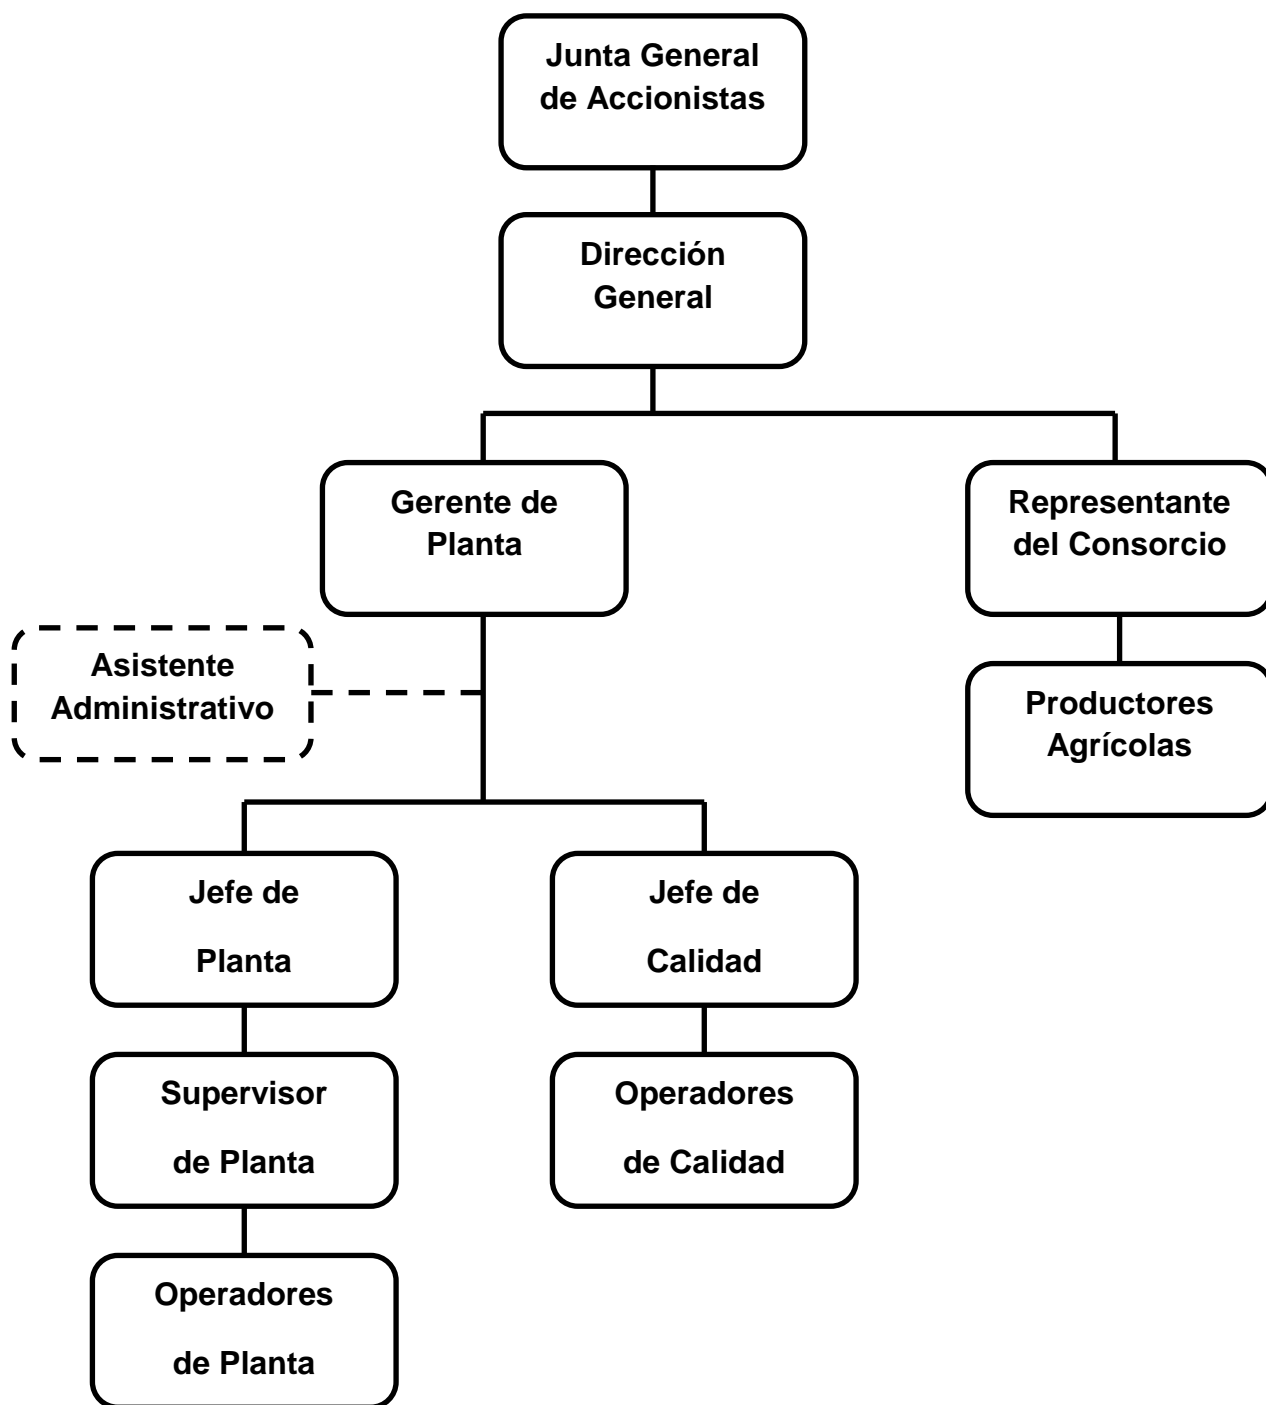 Junta General
de Accionistas
Dirección
General
Gerente de
Planta
Representante
del Consorcio
Asistente
Administrativo
Productores
Agrícolas
Jefe de
Planta
Jefe de
Calidad
Supervisor
de Planta
Operadores
de Calidad
Operadores
de Planta